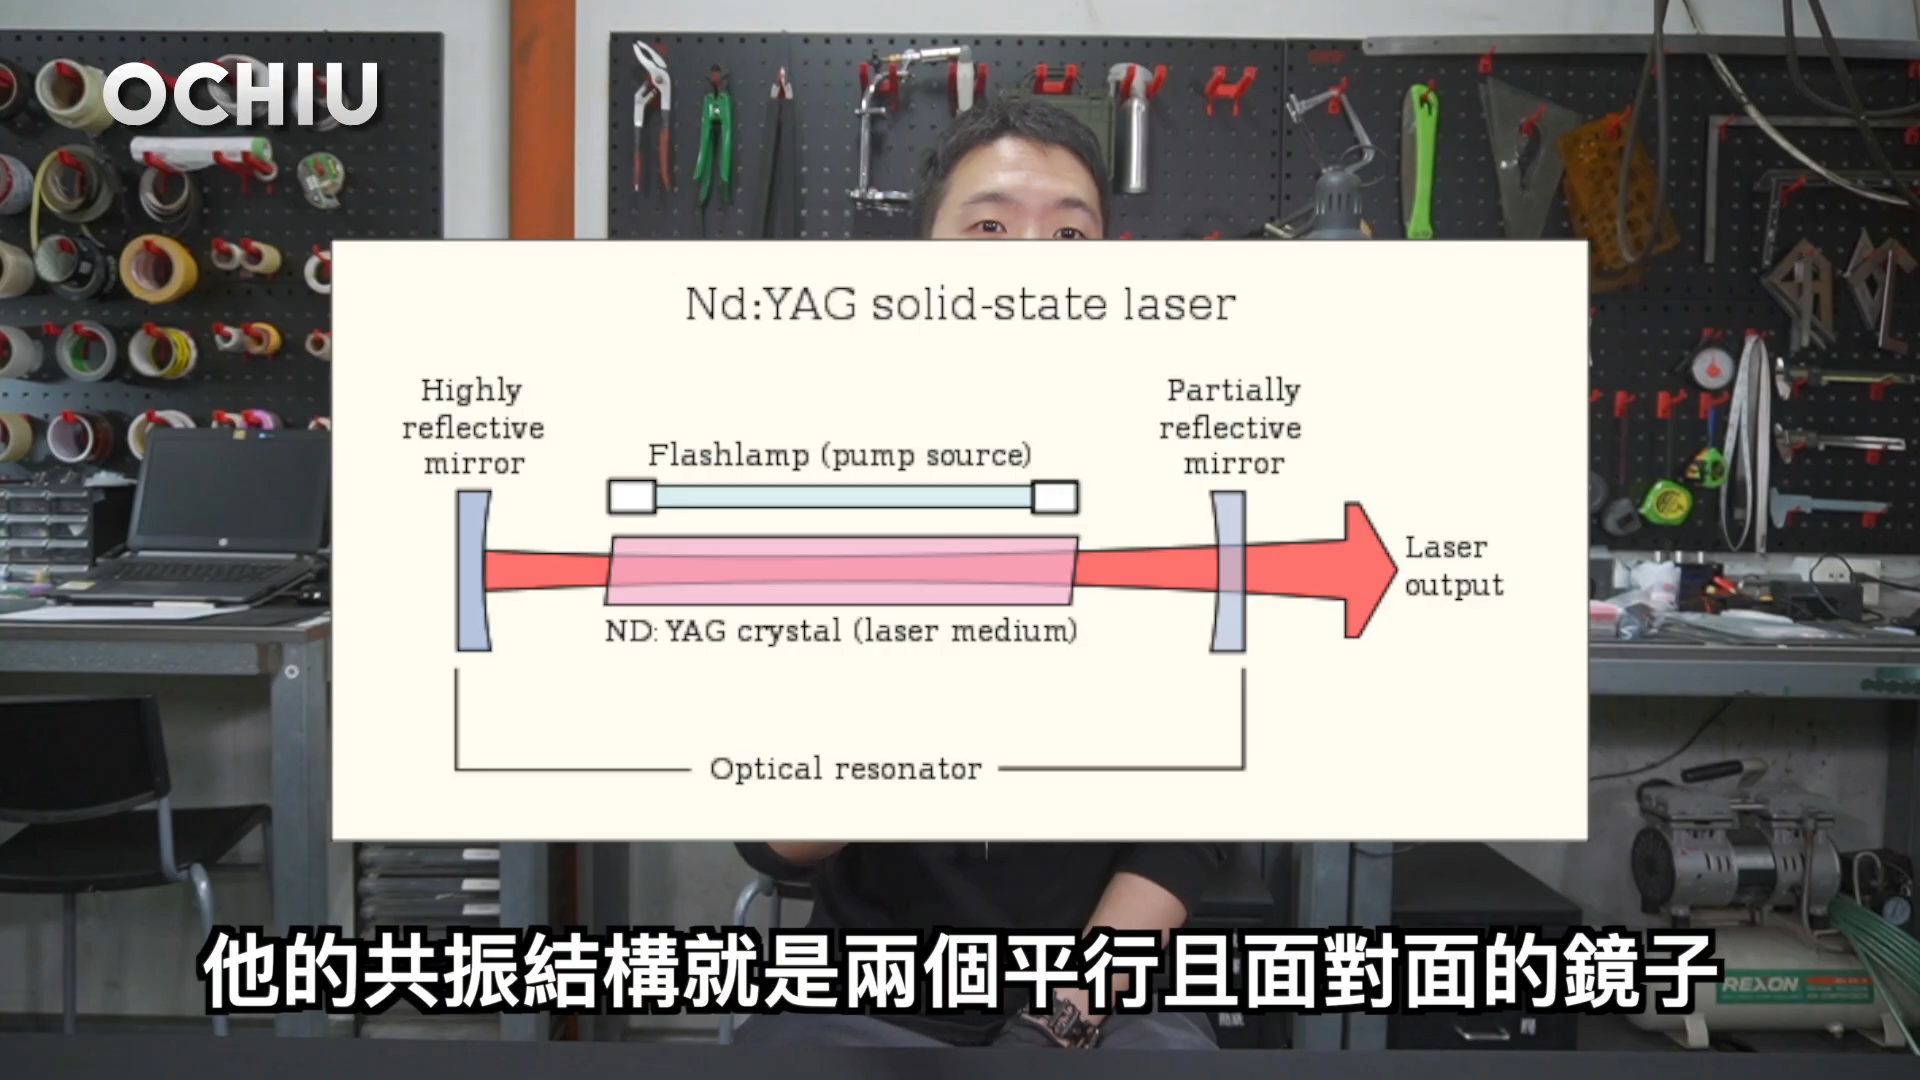 OCHIU
Nd:YAG solid-state laser
Highly
reflective
mirror
Flashlamp (pump source)
Partially
reflective
mirror
Laser
output
ND: YAG crystal (laser medium)
Optical resonator
他的共振結構就是兩個平行且面對面的鏡子
REXON